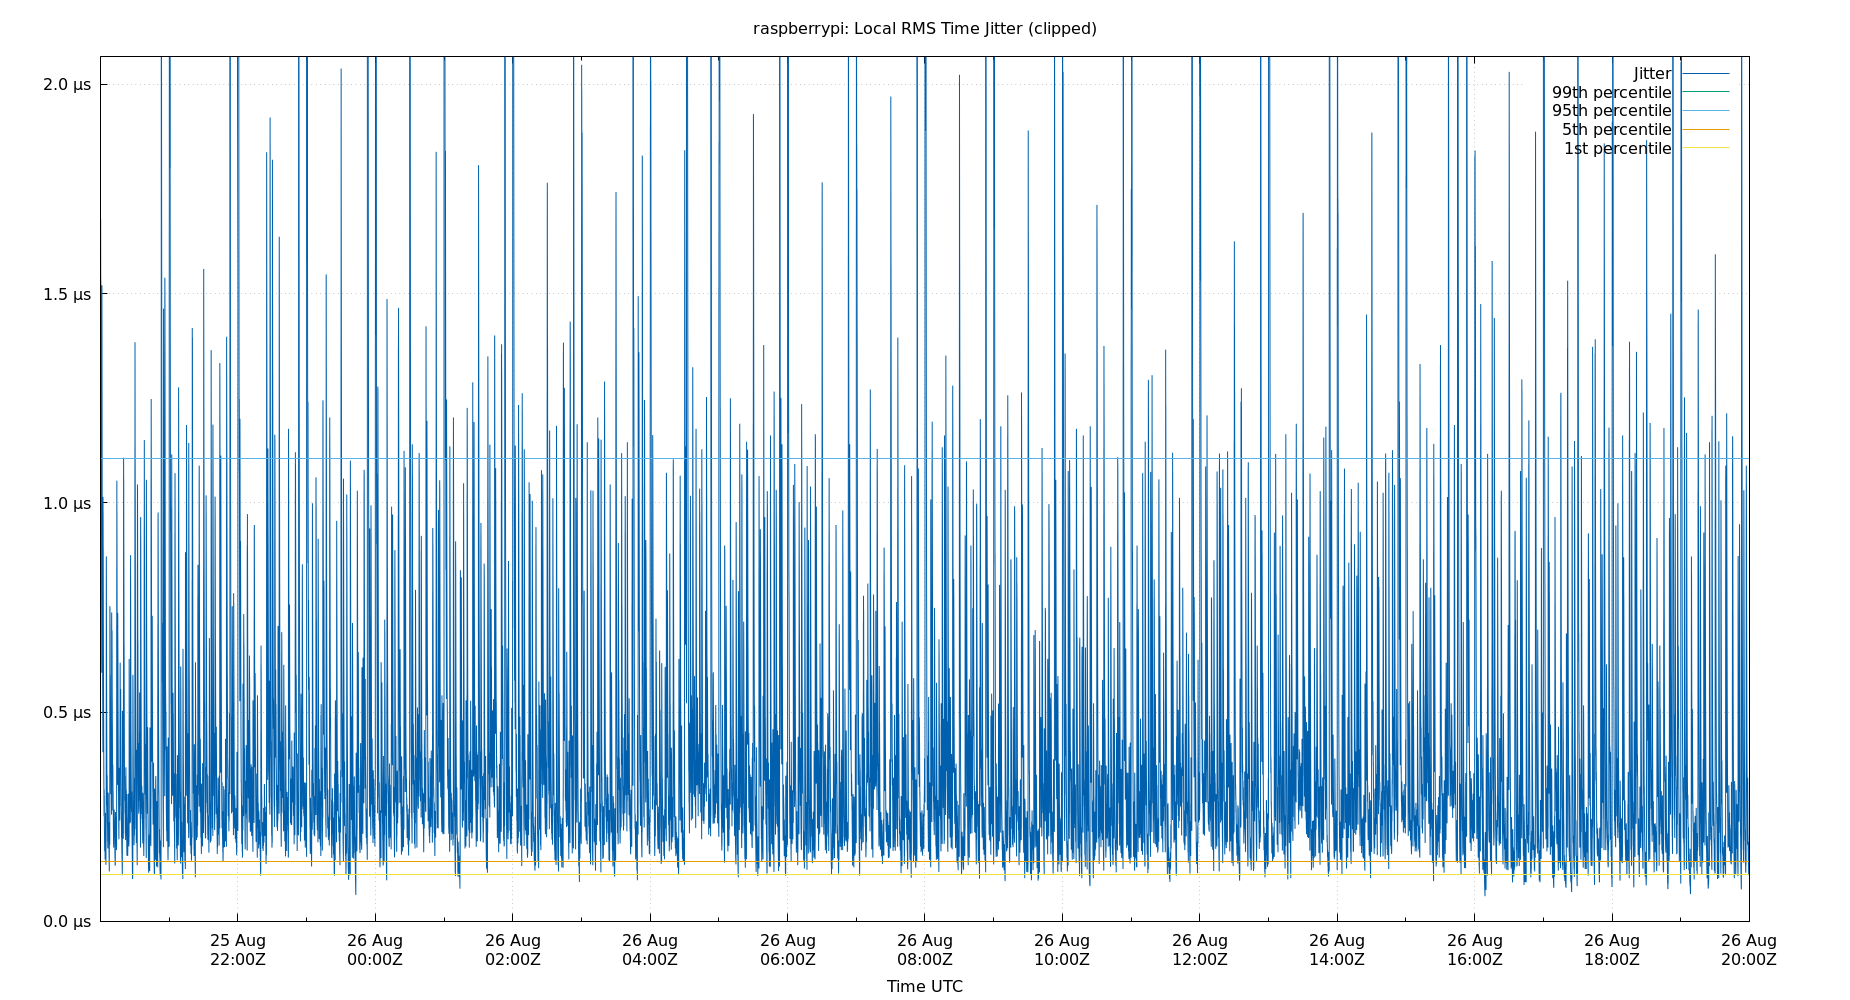 raspberrypi: Local RMS Time Jitter (clipped)
2.0 µs
1.5 µs
1.0 µs
0.5 µs
0.0 µs
Jitter
99th percentile
95th percentile
5th percentile
1st percentile
25 Aug 26 Aug 26 Aug 26 Aug 26 Aug 26 Aug 26 Aug 26 Aug 26 Aug 26 Aug 26 Aug 26 Aug
22:00Z 00:00Z 02:00Z 04:00Z 06:00Z 08:00Z 10:00Z 12:00Z 14:00Z 16:00Z 18:00Z 20:00Z
Time UTC